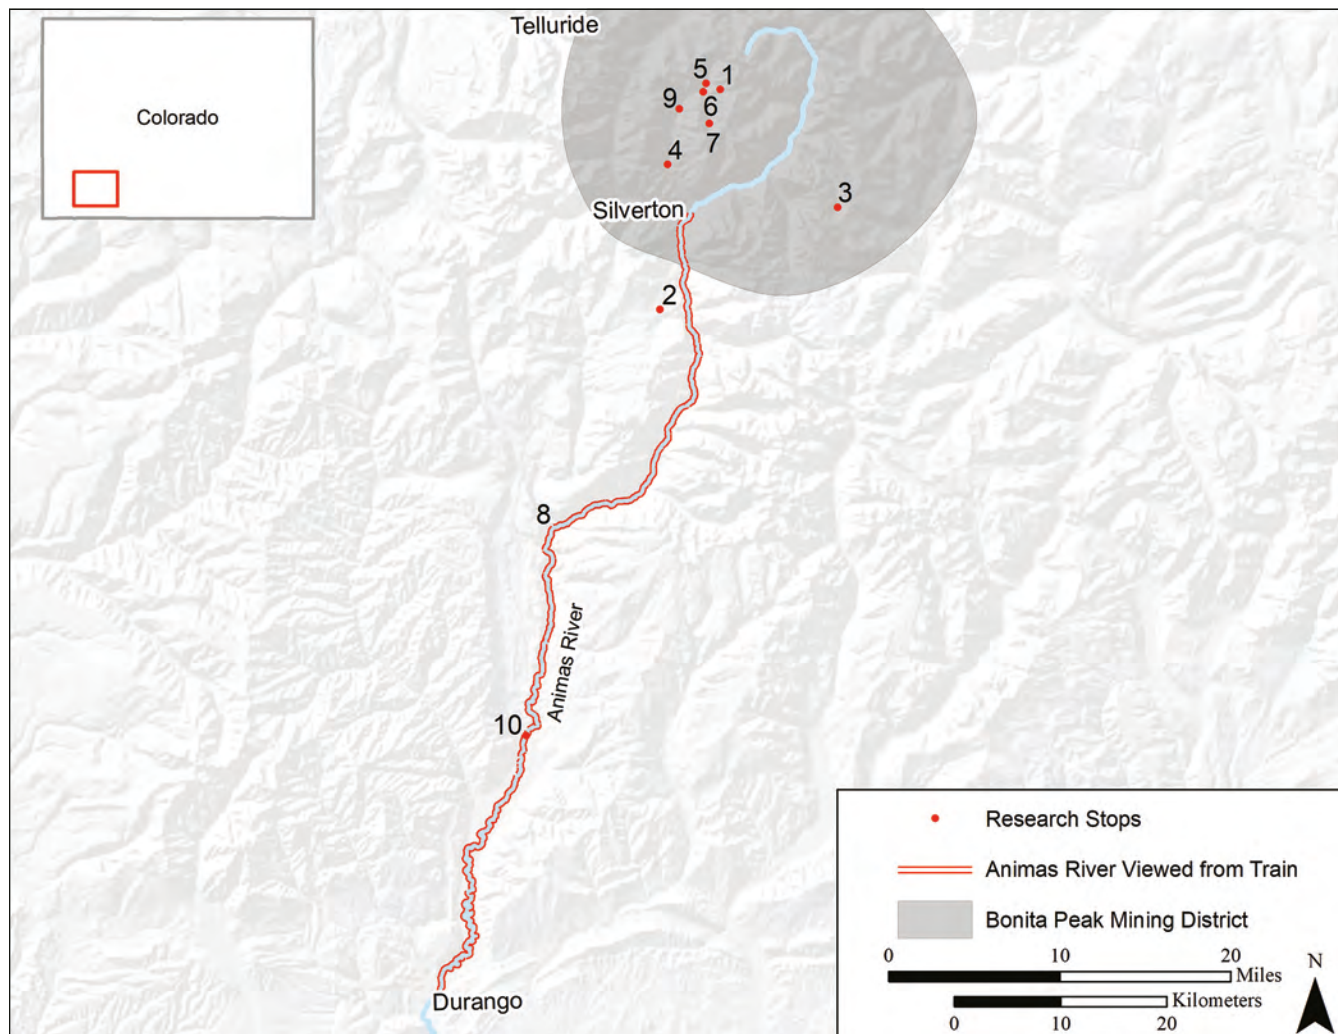 Telluride
Colorado
5
1
9
6
7
4
3
Silverton
2
8
Animas River
10
Durango
Research Stops
Animas River Viewed from Train
Bonita Peak Mining District
0 10 20
Miles
N
Kilometers
0 10 20